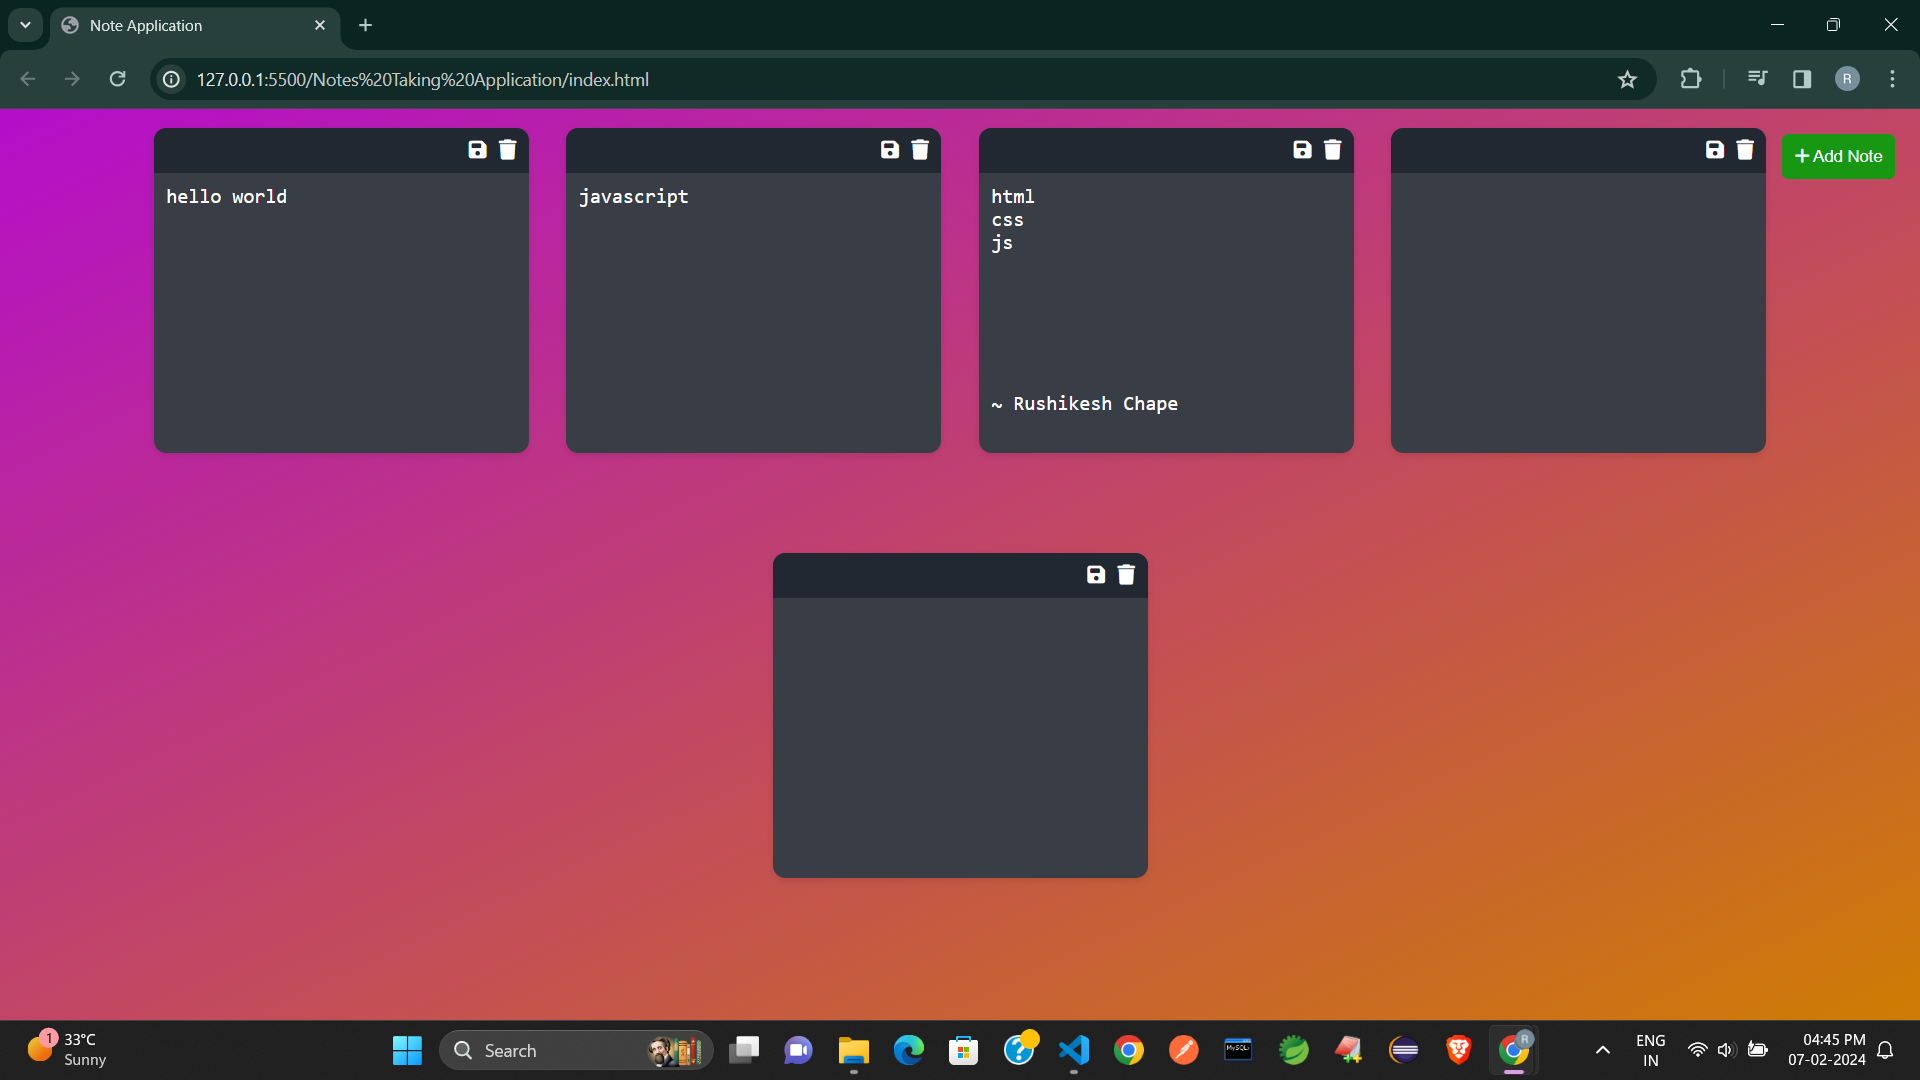 Note Application
127.0.0.1:5500/Notes%20Taking%20Application/index.html
R
+ Add Note
hello world
javascript
html
css
js
~ Rushikesh Chape
1
33°C
Sunny
Search
MySQL
R
ENG
IN
04:45 PM
07-02-2024